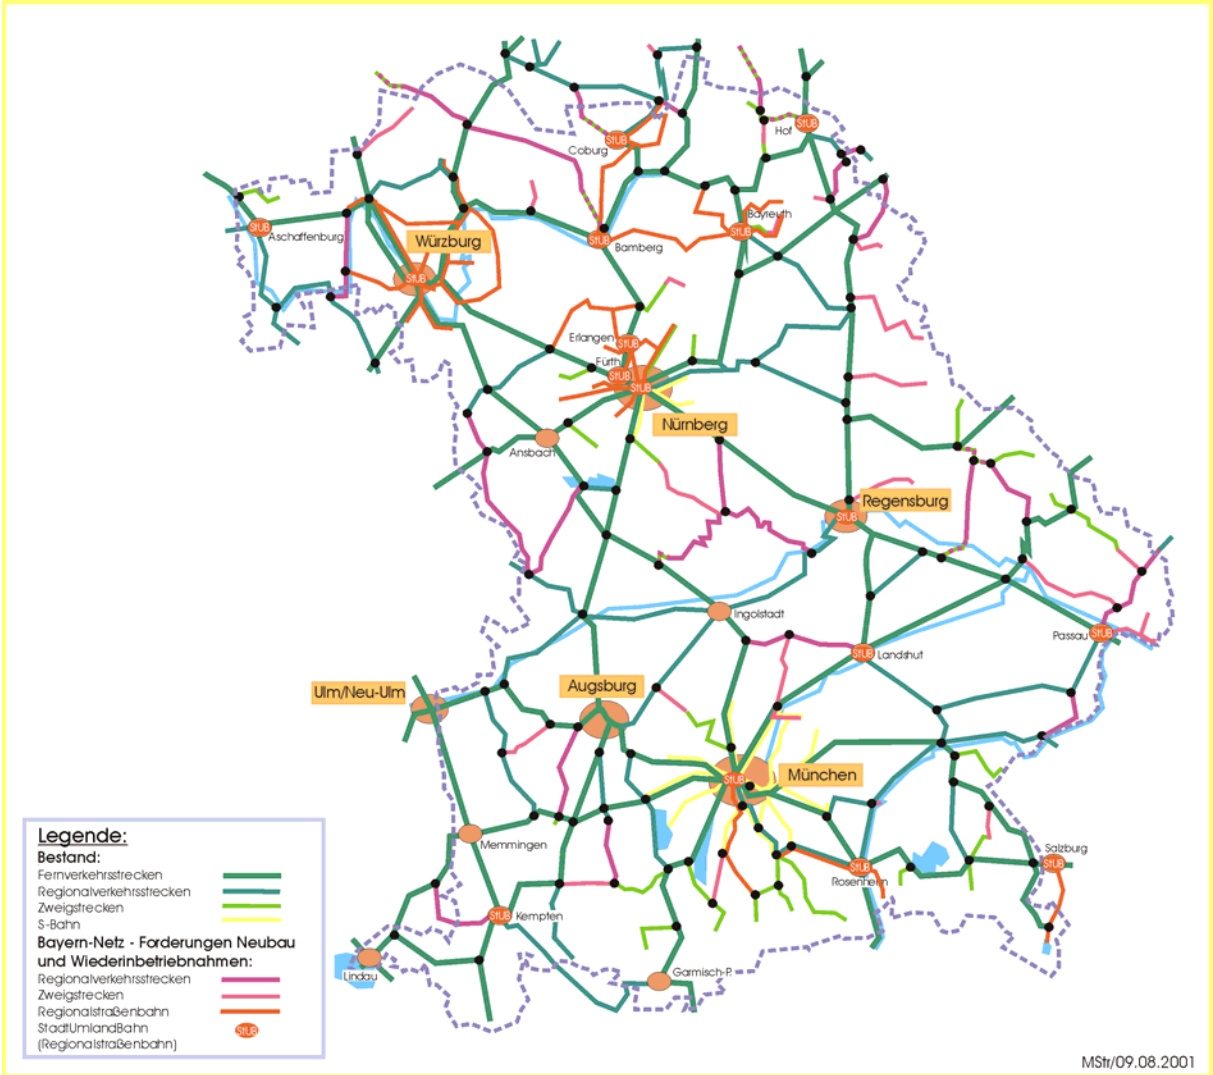 StUB
Hof
StUB
Coburg
StUB
Aschaffenburg
Würzburg
StUB
StUB
Bamberg
Bayreuth
StUB
Erlangen
StUB
Fürth
StUB
StUB
Nürnberg
Ansbach
Regensburg
StUB
Ingolstadt
Passau
StUB
StUB
Landshut
Ulm/Neu-Ulm
Augsburg
StUB
München
Memmingen
Salzburg
StUB
StUB
Rosenheim
StUB
Kempten
Lindau
Garmisch-P.
Legende:
Bestand:
Fernverkehrsstrecken
Regionalverkehrsstrecken
Zweigstrecken
S-Bahn
Bayern-Netz - Forderungen Neubau
und Wiederinbetriebnahmen:
Regionalverkehrsstrecken
Zweigstrecken
Regionalstraßenbahn
StadtUmlandBahn
StUB
(Regionalstraßenbahn)
MStr/09.08.2001